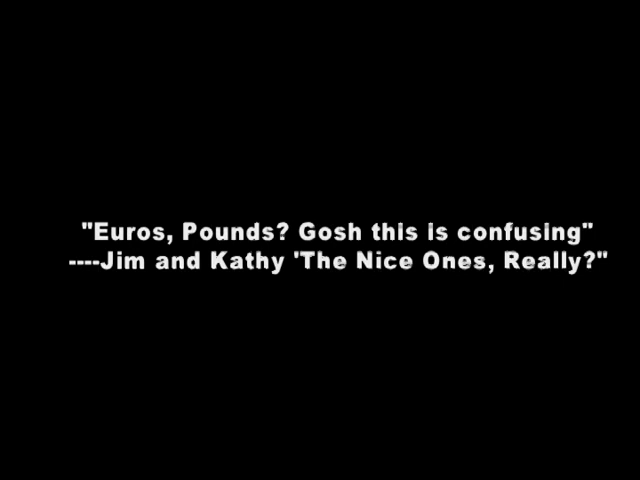 "Euros, Pounds? Gosh this is confusing"
----Jim and Kathy 'The Nice Ones, Really?"